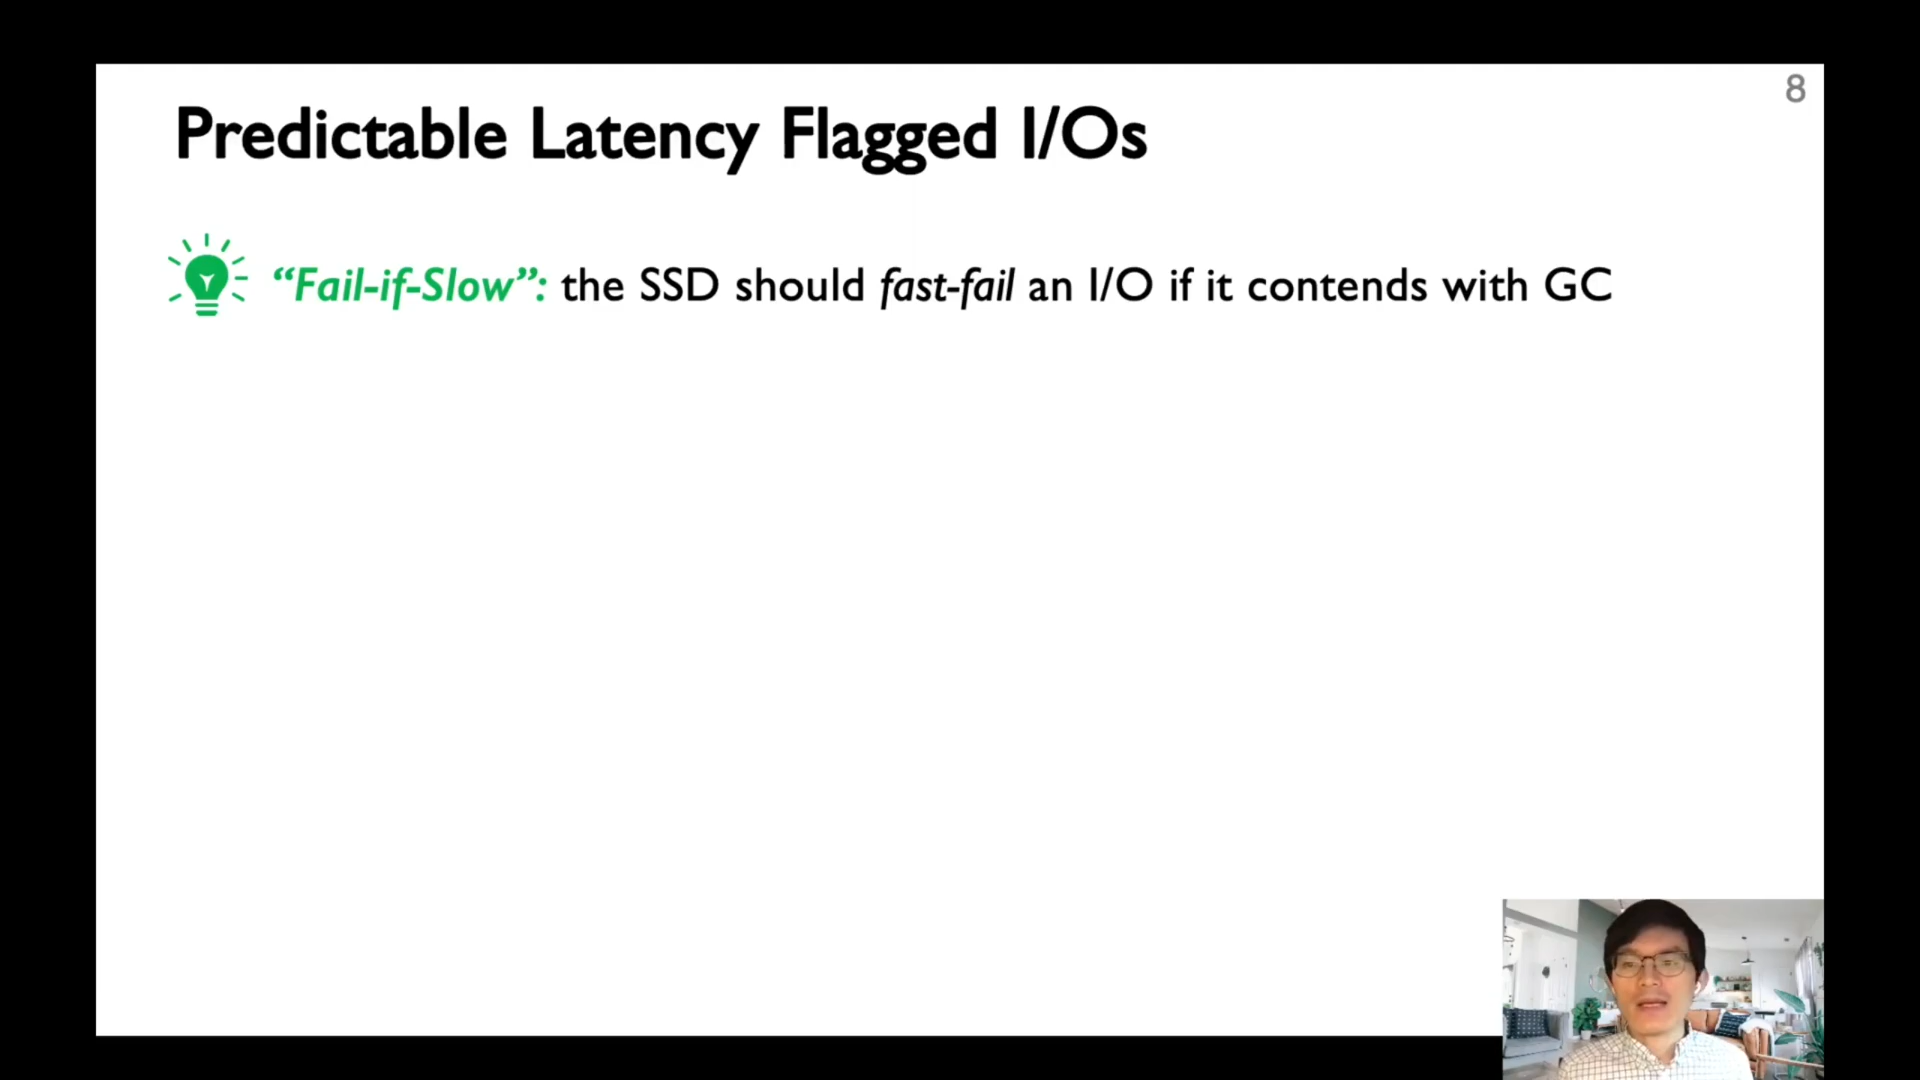 8
Predictable Latency Flagged I/Os
“Fail-if-Slow”: the SSD should fast-fail an I/O if it contends with GC